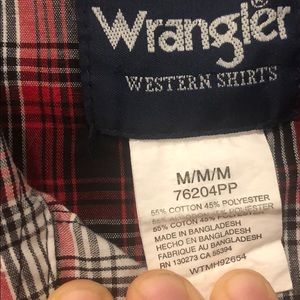 Wrangler®
WESTERN SHIRTS
M/M/M
76204PP
55% COTTON 45% POLYESTER
55% COTTON 45% POLYESTER
MADE IN BANGLADESH
HECHO EN BANGLADESH
FABRIQUE AU BANGLADESH
RN 130273 CA 55394
WTMH92654